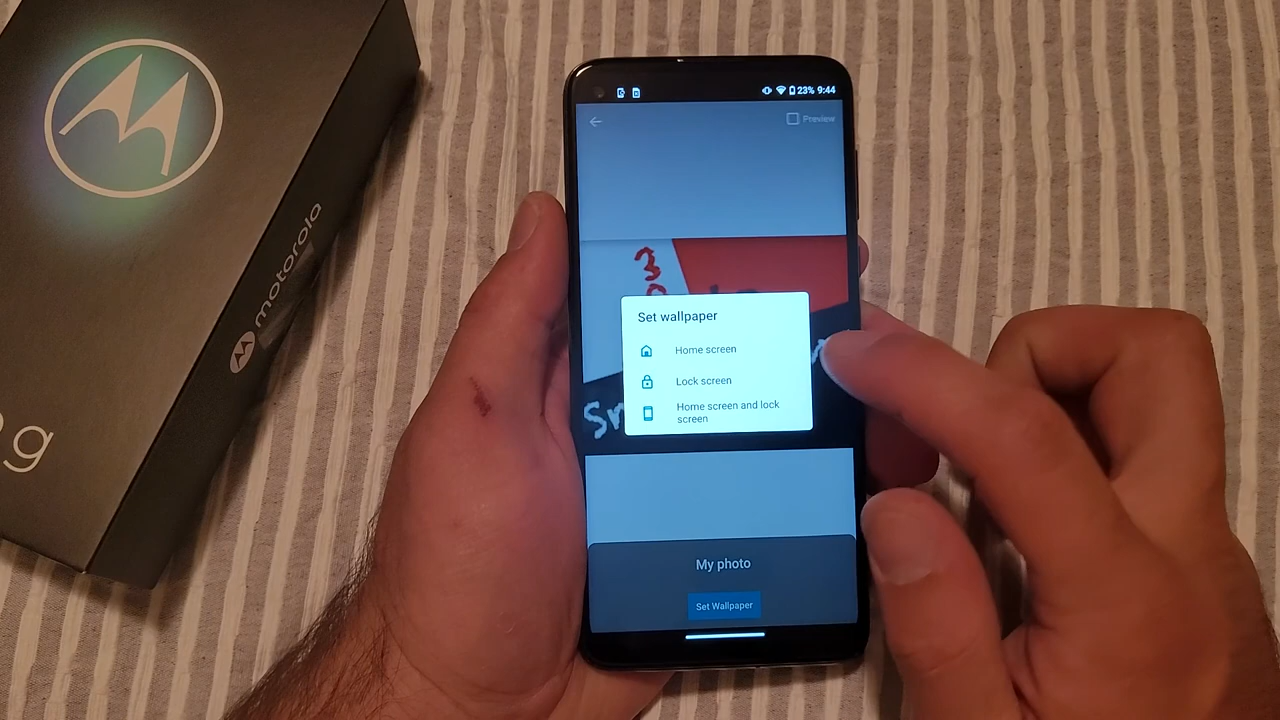 motorola
g
23% 9:44
Preview
3
Set wallpaper
Home screen
Lock screen
Home screen and lock
screen
My photo
Set Wallpaper